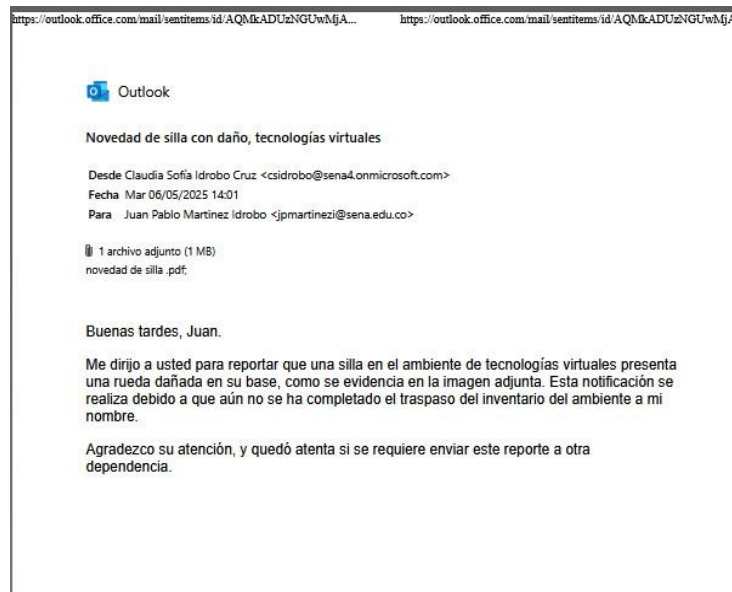 https://outlook.office.com/mail/sentitems/id/AQMkADUzNGUwMjA... https://outlook.office.com/mail/sentitems/id/AQMkADUzNGUwMjA
Outlook
Novedad de silla con daño, tecnologías virtuales
Desde Claudia Sofía Idrobo Cruz <csidrobo@sena4.onmicrosoft.com>
Fecha Mar 06/05/2025 14:01
Para Juan Pablo Martinez Idrobo <jpmartinezi@sena.edu.co>
1 archivo adjunto (1 MB)
novedad de silla .pdf;
Buenas tardes, Juan.
Me dirijo a usted para reportar que una silla en el ambiente de tecnologías virtuales presenta
una rueda dañada en su base, como se evidencia en la imagen adjunta. Esta notificación se
realiza debido a que aún no se ha completado el traspaso del inventario del ambiente a mi
nombre.
Agradezco su atención, y quedó atenta si se requiere enviar este reporte a otra
dependencia.